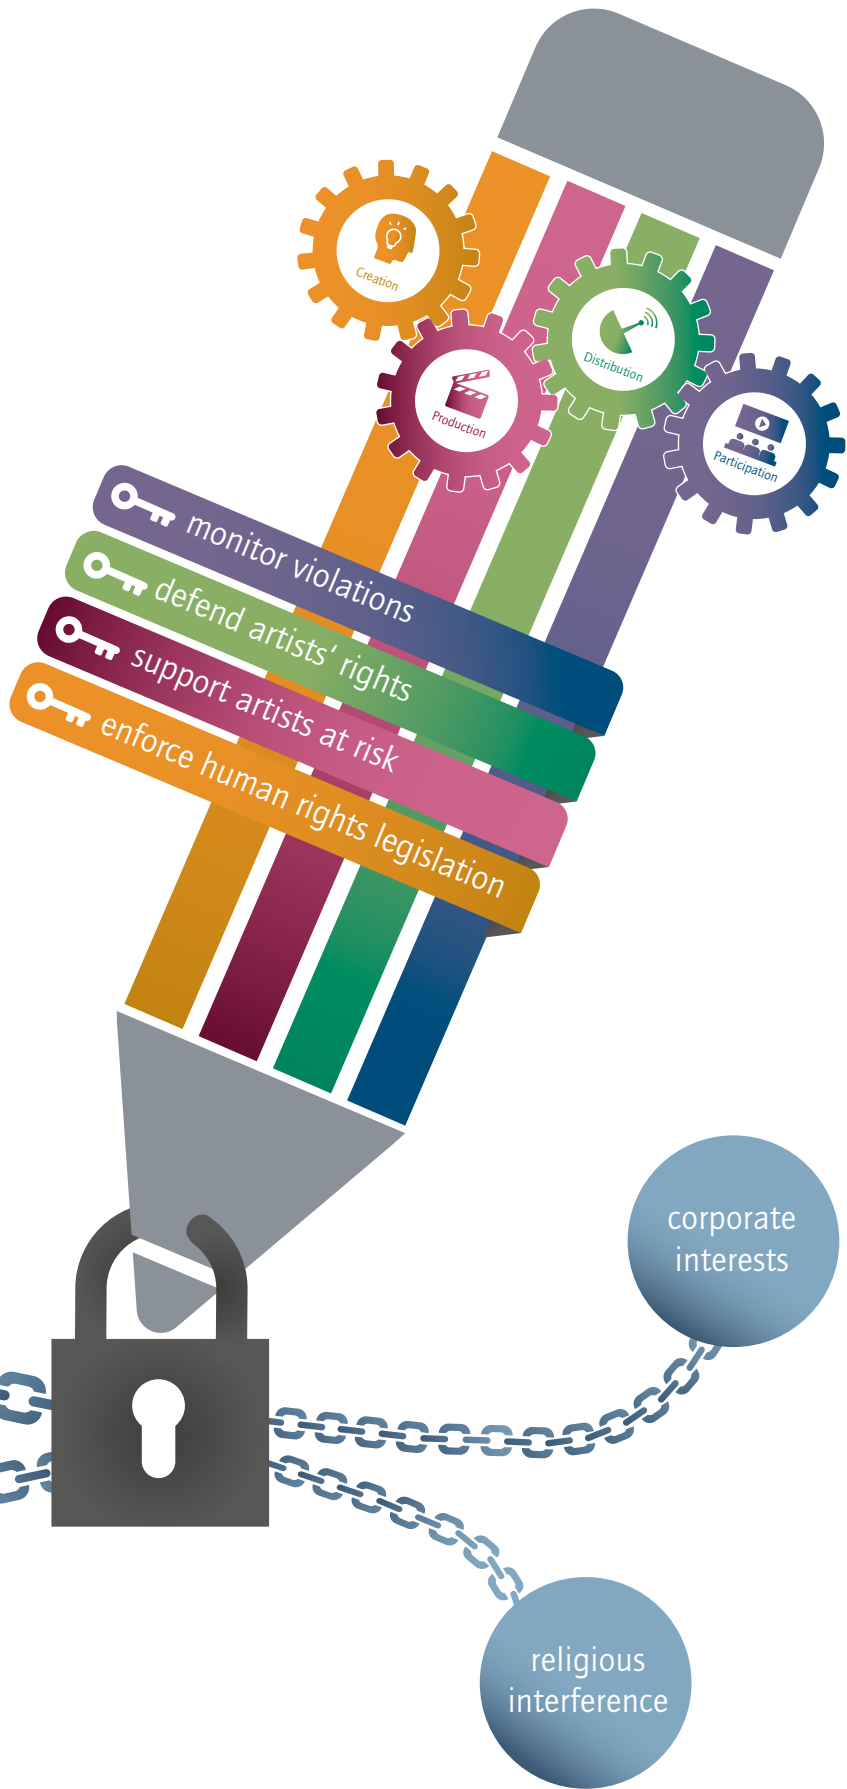 Creation
Distribution
Production
Participation
monitor violations
defend artists' rights
support artists at risk
enforce human rights legislation
corporate
interests
religious
interference